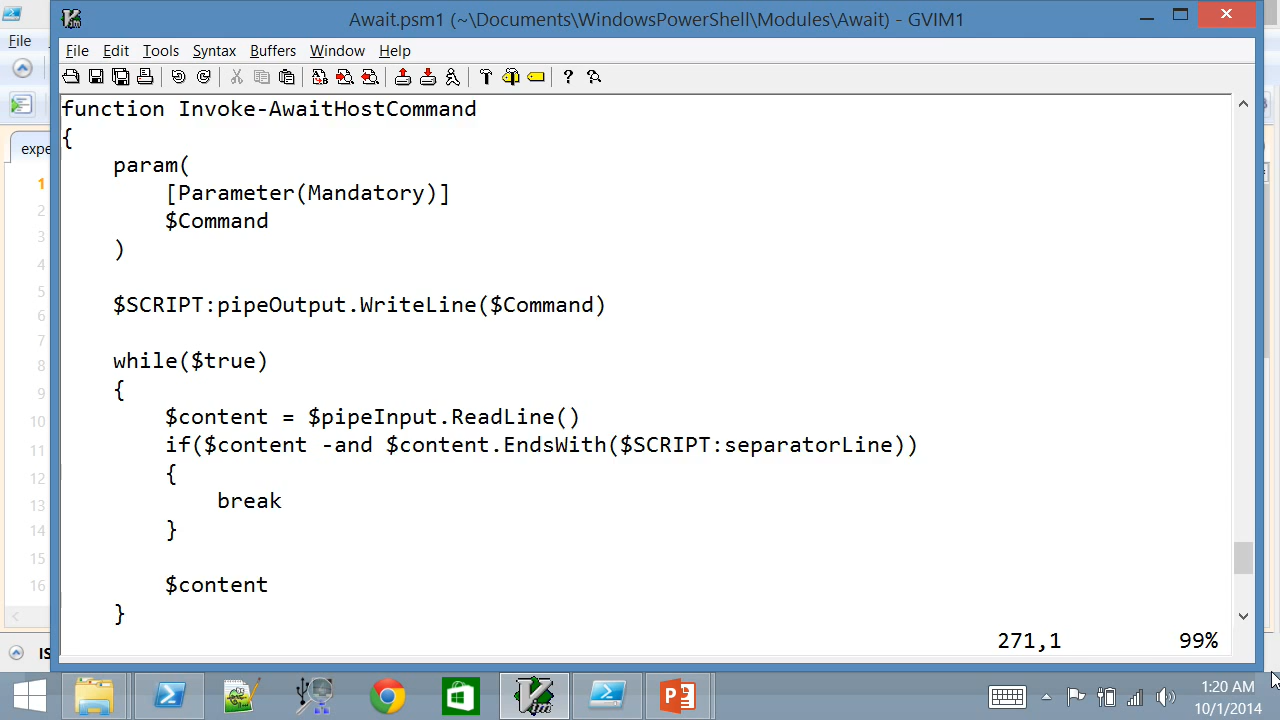 Await.psm1 (~\Documents\WindowsPowerShell\Modules\Await) - GVIM1
File
File Edit Tools Syntax Buffers Window Help
function Invoke-AwaitHostCommand
{
expe
param(
1
[Parameter(Mandatory)]
2
$Command
3
)
4
5
$SCRIPT:pipeOutput.WriteLine($Command)
6
7
while($true)
8
{
9
$content = $pipeInput.ReadLine()
10
if($content -and $content.EndsWith($SCRIPT:separatorLine))
11
{
12
break
13
}
14
15
$content
16
}
271,1 99%
IS
1:20 AM
10/1/2014